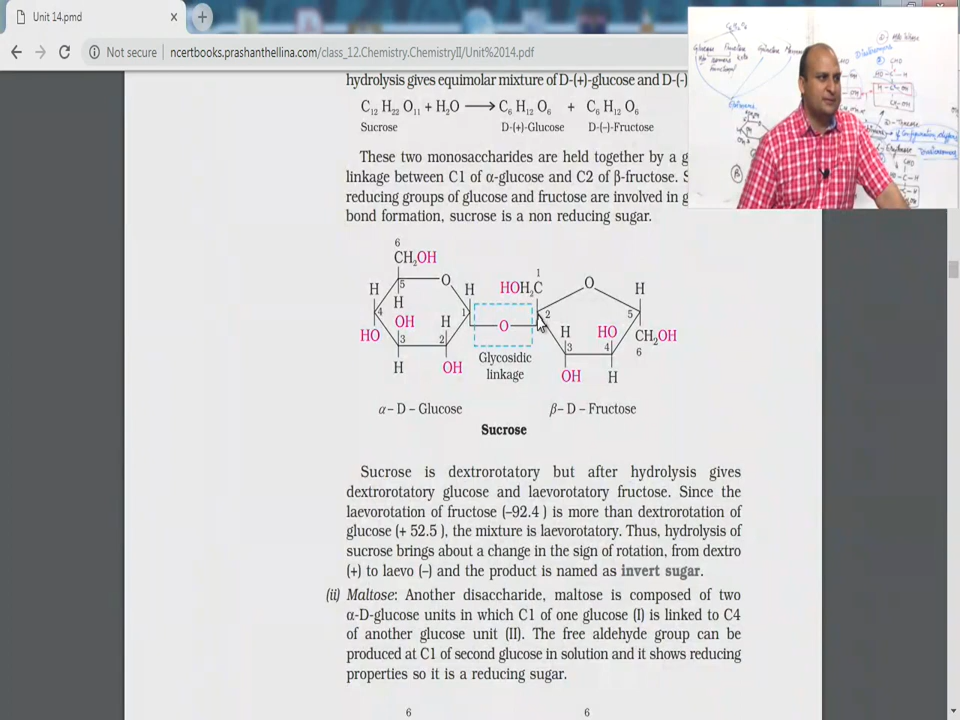 Unit 14.pmd
Not secure | ncertbooks.prashanthellina.com/class_12.Chemistry.ChemistryII/Unit%2014.pdf
hydrolysis gives equimolar mixture of D-(+)-glucose and D-(-)
C12 H22 O11 + H2O ⟶ C6 H12 O6 + C6 H12 O6
Sucrose D-(+)-Glucose D-(–)-Fructose
These two monosaccharides are held together by a g
linkage between C1 of α-glucose and C2 of β-fructose. S
reducing groups of glucose and fructose are involved in g
bond formation, sucrose is a non reducing sugar.
6 CH2OH
5 O H
H H
4 OH H 1
HO 3 2
H OH
O
Glycosidic
linkage
1
HOH2C O H
2 5
H HO CH2OH
3 4 6
OH H
α – D – Glucose β – D – Fructose
Sucrose
Sucrose is dextrorotatory but after hydrolysis gives
dextrorotatory glucose and laevorotatory fructose. Since the
laevorotation of fructose (–92.4 ) is more than dextrorotation of
glucose (+ 52.5 ), the mixture is laevorotatory. Thus, hydrolysis of
sucrose brings about a change in the sign of rotation, from dextro
(+) to laevo (–) and the product is named as invert sugar.
(ii) Maltose: Another disaccharide, maltose is composed of two
α-D-glucose units in which C1 of one glucose (I) is linked to C4
of another glucose unit (II). The free aldehyde group can be
produced at C1 of second glucose in solution and it shows reducing
properties so it is a reducing sugar.
6 6